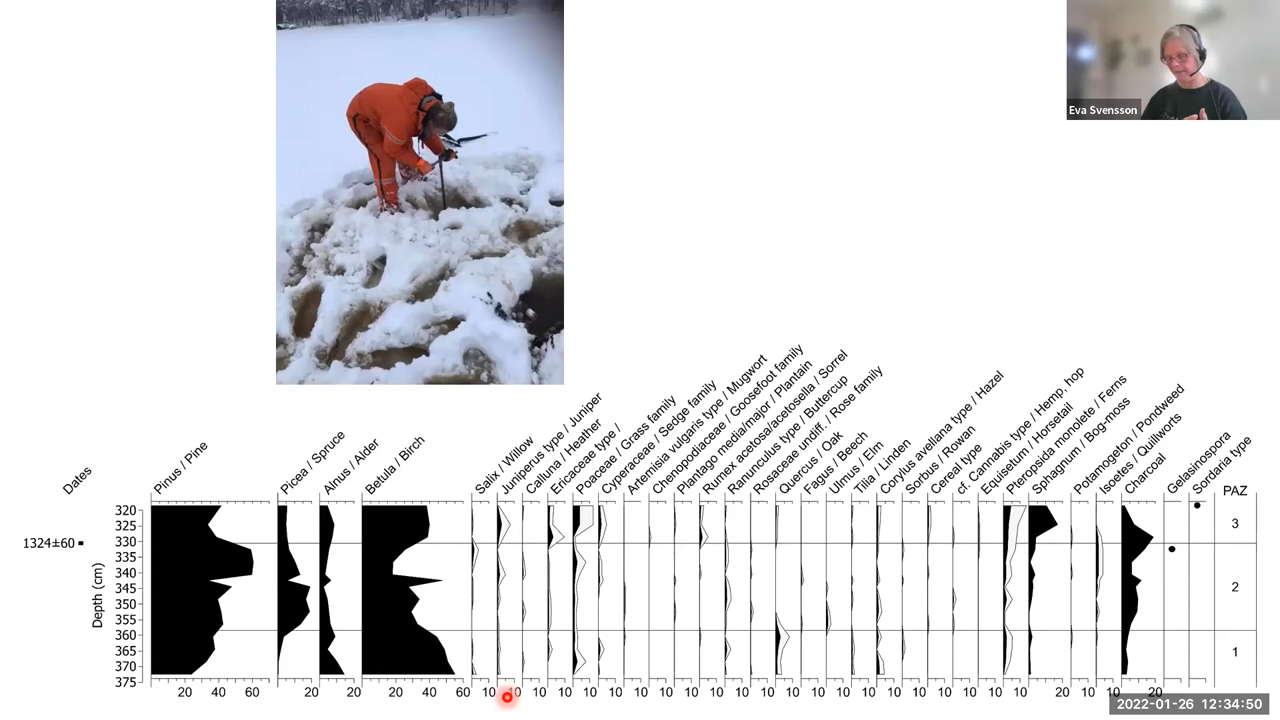 Eva Svensson
Dates
Pinus / Pine
Picea / Spruce
Alnus / Alder
Betula / Birch
Salix / Willow
Juniperus type / Juniper
Calluna / Heather
Ericaceae type /
Poaceae / Grass family
Cyperaceae / Sedge family
Artemisia vulgaris type / Mugwort
Chenopodiaceae / Goosefoot family
Plantago media/major / Plantain
Rumex acetosa/acetosella / Sorrel
Ranunculus type / Buttercup
Rosaceae undiff. / Rose family
Quercus / Oak
Fagus / Beech
Ulmus / Elm
Tilia / Linden
Corylus avellana type / Hazel
Sorbus / Rowan
Cereal type
cf. Cannabis type / Hemp, hop
Equisetum / Horsetail
Pteropsida monolete / Ferns
Sphagnum / Bog-moss
Potamogeton / Pondweed
Isoetes / Quillworts
Charcoal
Gelasinospora
Sordaria type
PAZ
320
325
1324±60
330
335
340
345
350
355
360
365
370
375
Depth (cm)
3
2
1
20 40 60 20 20 20 40 60 10 10 10 10 10 10 10 10 10 10 10 10 10 10 10 10 10 10 10 10 10 10 20 10 10 20
2022-01-26 12:34:50